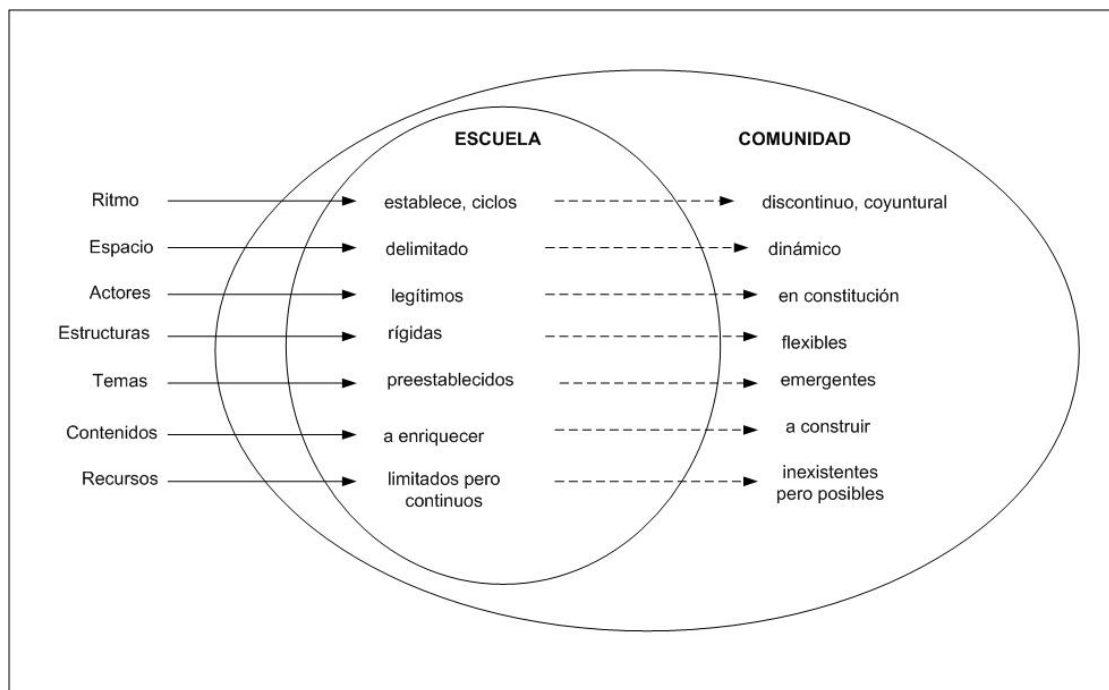 ESCUELA COMUNIDAD
Ritmo establece, ciclos discontinuo, coyuntural
Espacio delimitado dinámico
Actores legítimos en constitución
Estructuras rígidas flexibles
Temas preestablecidos emergentes
Contenidos a enriquecer a construir
Recursos limitados pero inexistentes
continuos pero posibles